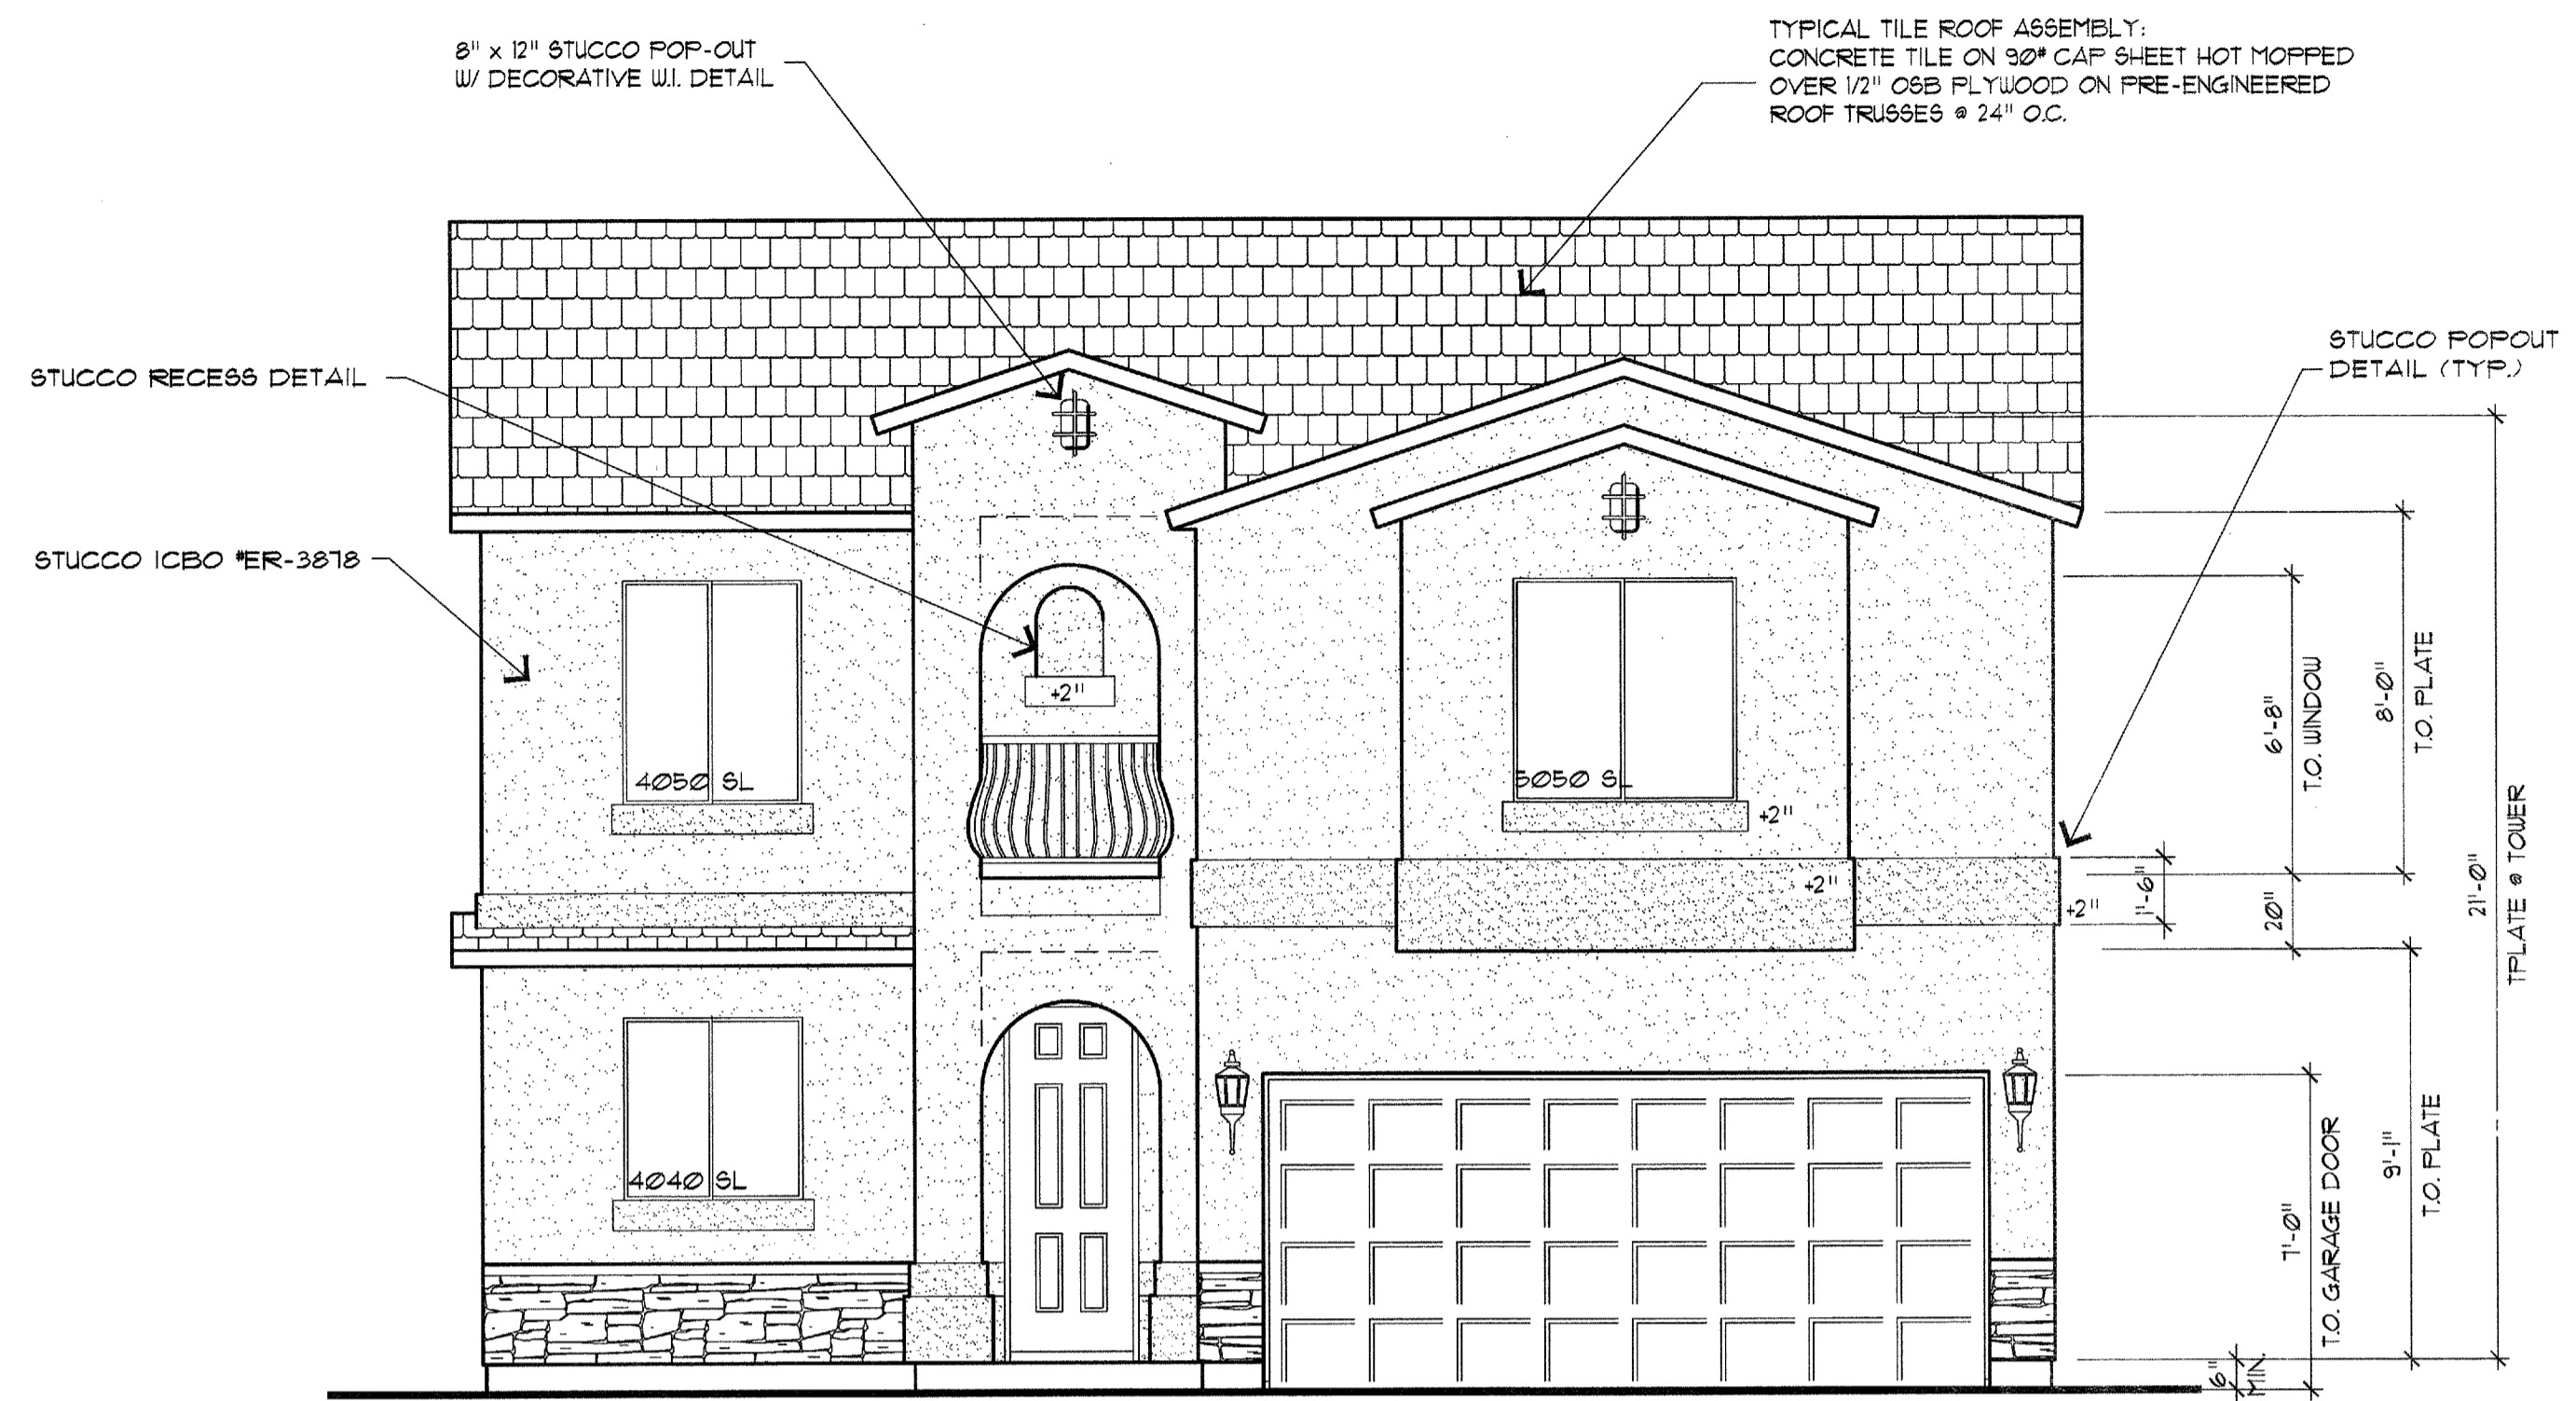 8" x 12" STUCCO POP-OUT
W/ DECORATIVE W.I. DETAIL
TYPICAL TILE ROOF ASSEMBLY:
CONCRETE TILE ON 90# CAP SHEET HOT MOPPED
OVER 1/2" OSB PLYWOOD ON PRE-ENGINEERED
ROOF TRUSSES @ 24" O.C.
STUCCO POPOUT
DETAIL (TYP.)
STUCCO RECESS DETAIL
STUCCO ICBO #ER-3878
+2"
4050 SL
5050 SL
+2"
+2"
+2"
4040 SL
1'-6"
6'-8"
T.O. WINDOW
20"
8'-0"
T.O. PLATE
21'-0"
TPLATE @ TOWER
9'-1"
T.O. PLATE
7'-0"
T.O. GARAGE DOOR
6"
MIN.